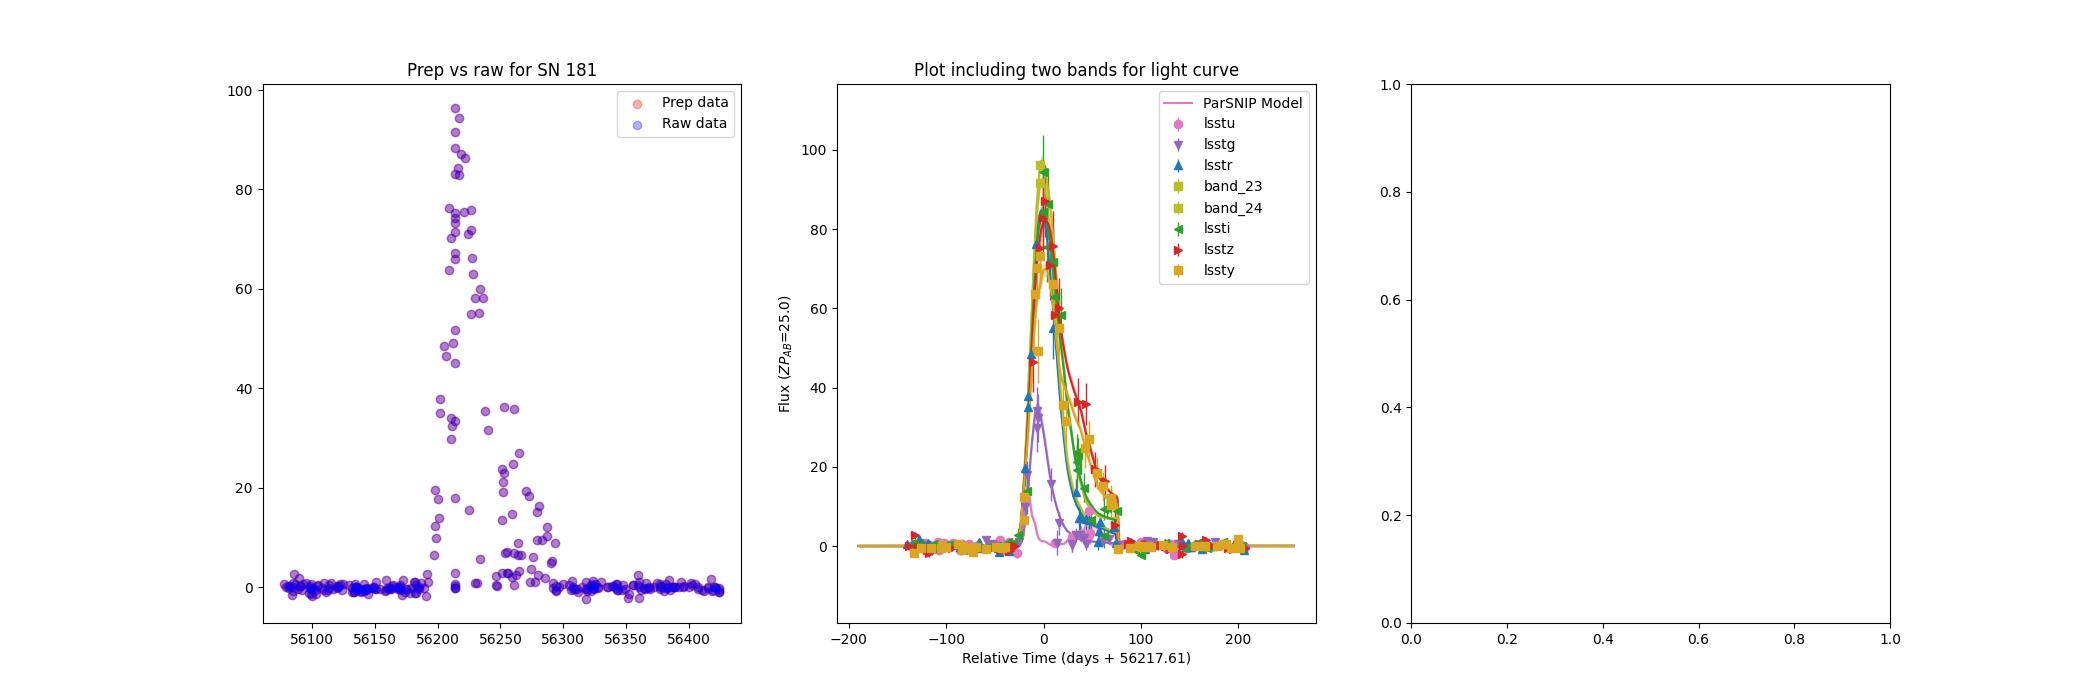 Prep vs raw for SN 181
100
80
60
40
20
0
56100 56150 56200 56250 56300 56350 56400
Prep data
Raw data
Plot including two bands for light curve
Flux (ZP_AB=25.0)
100
80
60
40
20
0
−200 −100 0 100 200
Relative Time (days + 56217.61)
ParSNIP Model
lsstu
lsstg
lsstr
band_23
band_24
lssti
lsstz
lssty
1.0
0.8
0.6
0.4
0.2
0.0
0.0 0.2 0.4 0.6 0.8 1.0